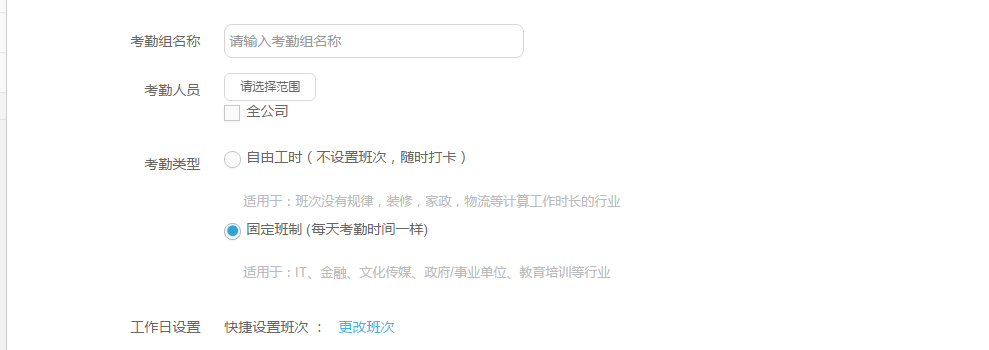 考勤组名称 请输入考勤组名称
考勤人员 请选择范围
全公司
考勤类型 自由工时（不设置班次，随时打卡）
适用于：班次没有规律，装修，家政，物流等计算工作时长的行业
固定班制 (每天考勤时间一样)
适用于：IT、金融、文化传媒、政府/事业单位、教育培训等行业
工作日设置 快捷设置班次 ： 更改班次